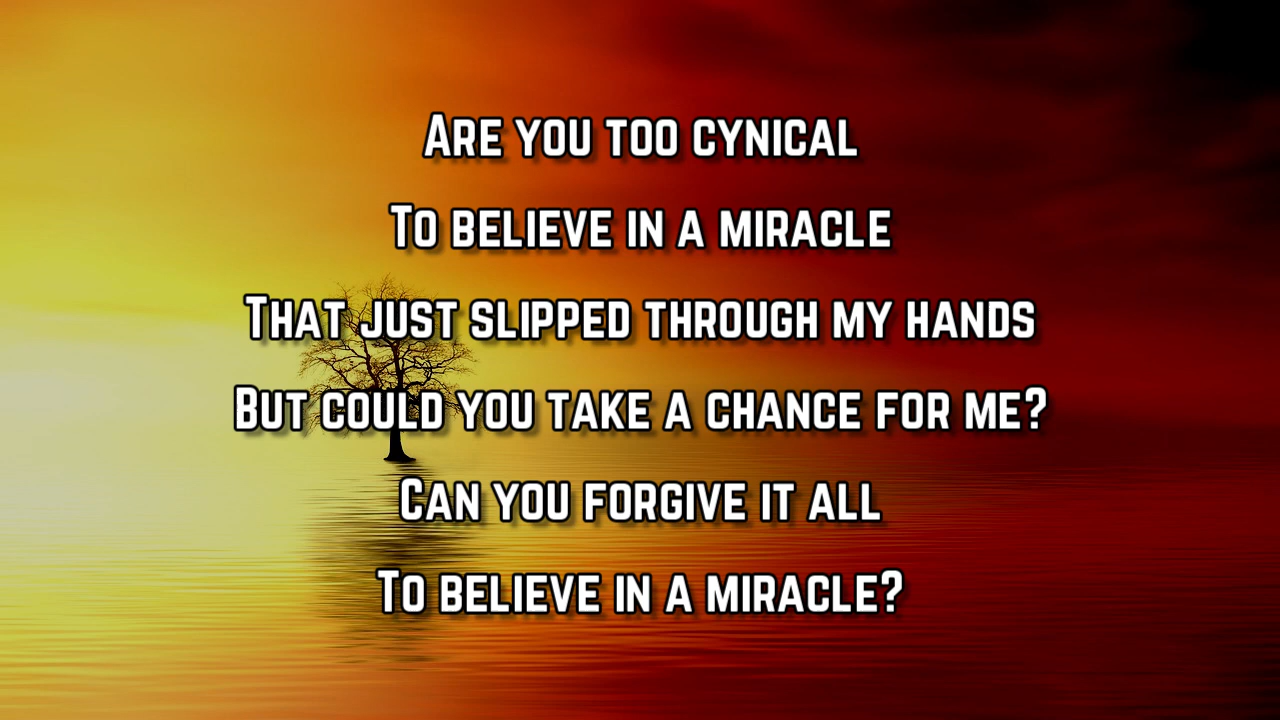 Are you too cynical
To believe in a miracle
That just slipped through my hands
But could you take a chance for me?
Can you forgive it all
To believe in a miracle?